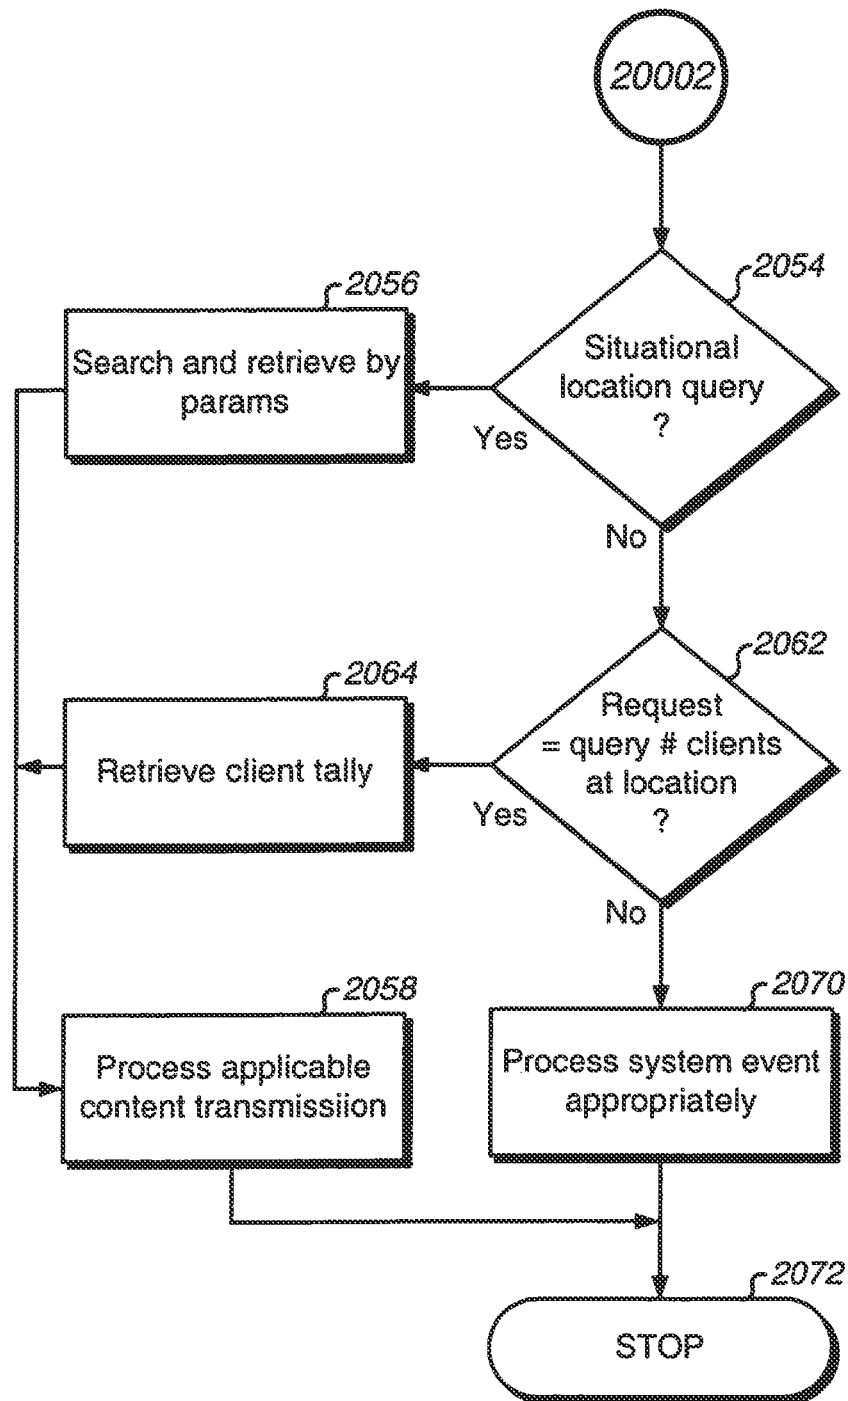 20002
2054
Situational
location query
?
Yes
No
2056
Search and retrieve by
params
2062
Request
= query # clients
at location
?
Yes
No
2064
Retrieve client tally
2058
Process applicable
content transmissiion
2070
Process system event
appropriately
2072
STOP